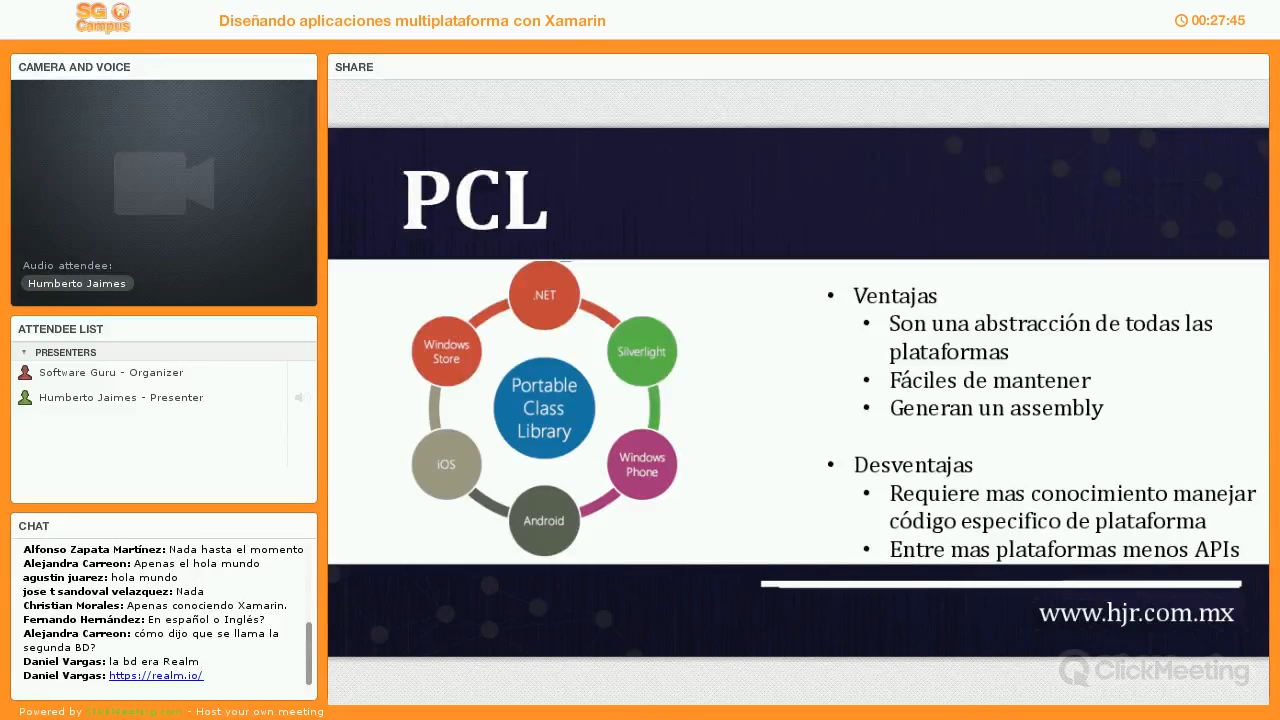 SG
Campus
Diseñando aplicaciones multiplataforma con Xamarin
00:27:45
CAMERA AND VOICE
Audio attendee:
Humberto Jaimes
ATTENDEE LIST
PRESENTERS
Software Guru - Organizer
Humberto Jaimes - Presenter
CHAT
Alfonso Zapata Martínez: Nada hasta el momento
Alejandra Carreon: Apenas el hola mundo
agustin juarez: hola mundo
jose t sandoval velazquez: Nada
Christian Morales: Apenas conociendo Xamarin.
Fernando Hernández: En español o Inglés?
Alejandra Carreon: cómo dijo que se llama la
segunda BD?
Daniel Vargas: la bd era Realm
Daniel Vargas: https://realm.io/
Powered by ClickMeeting.com - Host your own meeting
SHARE
PCL
.NET
Windows
Store
Silverlight
Portable
Class
Library
iOS
Windows
Phone
Android
• Ventajas
• Son una abstracción de todas las
plataformas
• Fáciles de mantener
• Generan un assembly
• Desventajas
• Requiere mas conocimiento manejar
código especifico de plataforma
• Entre mas plataformas menos APIs
www.hjr.com.mx
ClickMeeting